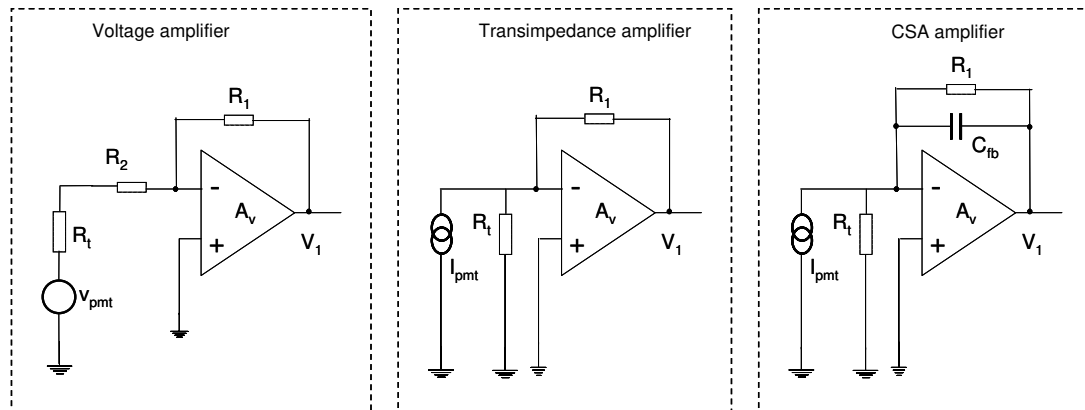 Voltage amplifier
R1
R2
-
Av
+
Rt
V1
vpmt
Transimpedance amplifier
R1
-
Av
+
Rt
V1
Ipmt
CSA amplifier
R1
Cfb
-
Av
+
Rt
V1
Ipmt